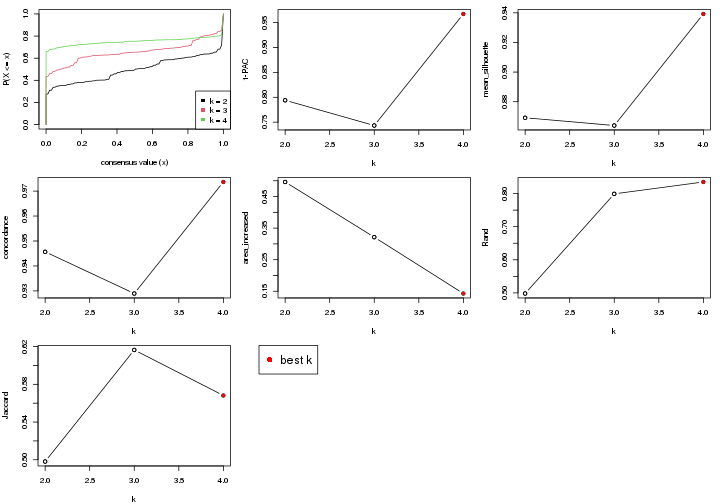 P(X <= x)
0.0 0.2 0.4 0.6 0.8 1.0
k = 2
k = 3
k = 4
0.0 0.2 0.4 0.6 0.8 1.0
consensus value (x)
1-PAC
0.75 0.80 0.85 0.90 0.95
2.0 2.5 3.0 3.5 4.0
k
mean_silhouette
0.88 0.90 0.92 0.94
2.0 2.5 3.0 3.5 4.0
k
concordance
0.93 0.94 0.95 0.96 0.97
2.0 2.5 3.0 3.5 4.0
k
area_increased
0.15 0.25 0.35 0.45
2.0 2.5 3.0 3.5 4.0
k
Rand
0.50 0.60 0.70 0.80
2.0 2.5 3.0 3.5 4.0
k
Jaccard
0.50 0.54 0.58 0.62
2.0 2.5 3.0 3.5 4.0
k
best k